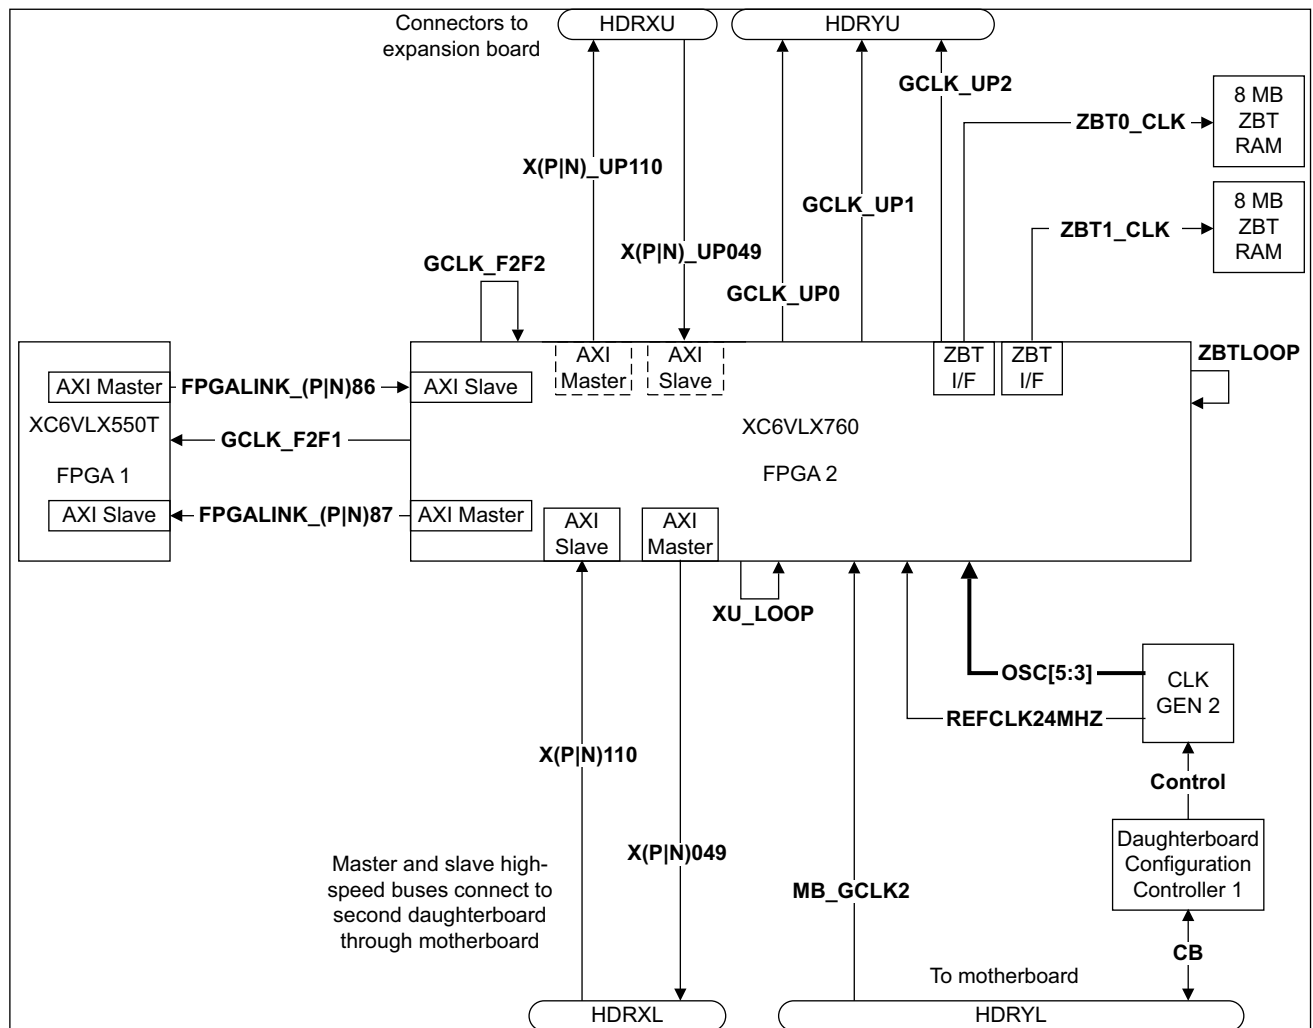 Connectors to
expansion board
HDRXU
HDRYU
GCLK_UP2
8 MB
ZBT
RAM
ZBT0_CLK
X(P|N)_UP110
GCLK_UP1
8 MB
ZBT
RAM
ZBT1_CLK
X(P|N)_UP049
GCLK_F2F2
GCLK_UP0
AXI
Master
AXI
Slave
ZBT
I/F
ZBT
I/F
ZBTLOOP
AXI Master
FPGALINK_(P|N)86
AXI Slave
XC6VLX550T
GCLK_F2F1
XC6VLX760
FPGA 1
FPGA 2
AXI Slave
FPGALINK_(P|N)87
AXI Master
AXI
Slave
AXI
Master
XU_LOOP
OSC[5:3]
CLK
GEN 2
REFCLK24MHZ
X(P|N)110
Control
X(P|N)049
Daughterboard
Configuration
Controller 1
Master and slave high-
speed buses connect to
second daughterboard
through motherboard
MB_GCLK2
CB
To motherboard
HDRXL
HDRYL